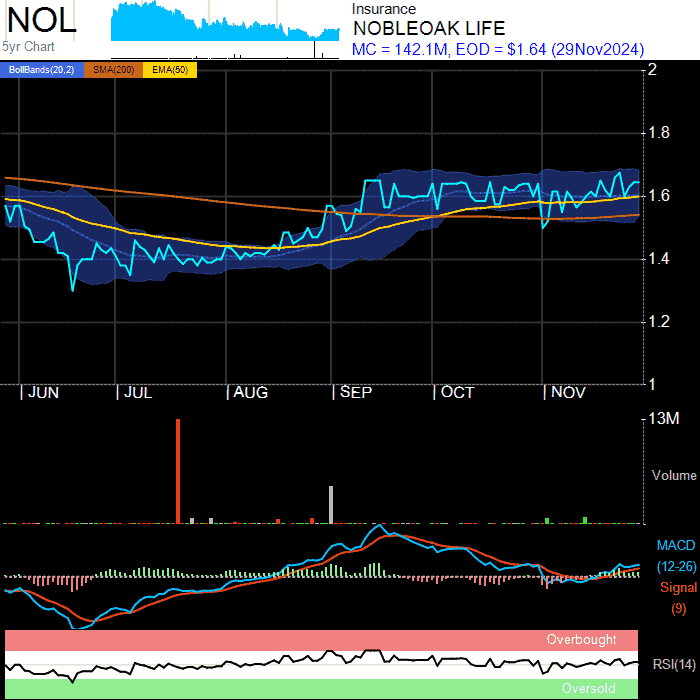 NOL
5yr Chart
Insurance
NOBLEOAK LIFE
MC = 142.1M, EOD = $1.64 (29Nov2024)
BollBands(20,2) SMA(200) EMA(50)
2
1.8
1.6
1.4
1.2
1
JUN JUL AUG SEP OCT NOV
13M
Volume
MACD
(12-26)
Signal
(9)
Overbought
RSI(14)
Oversold